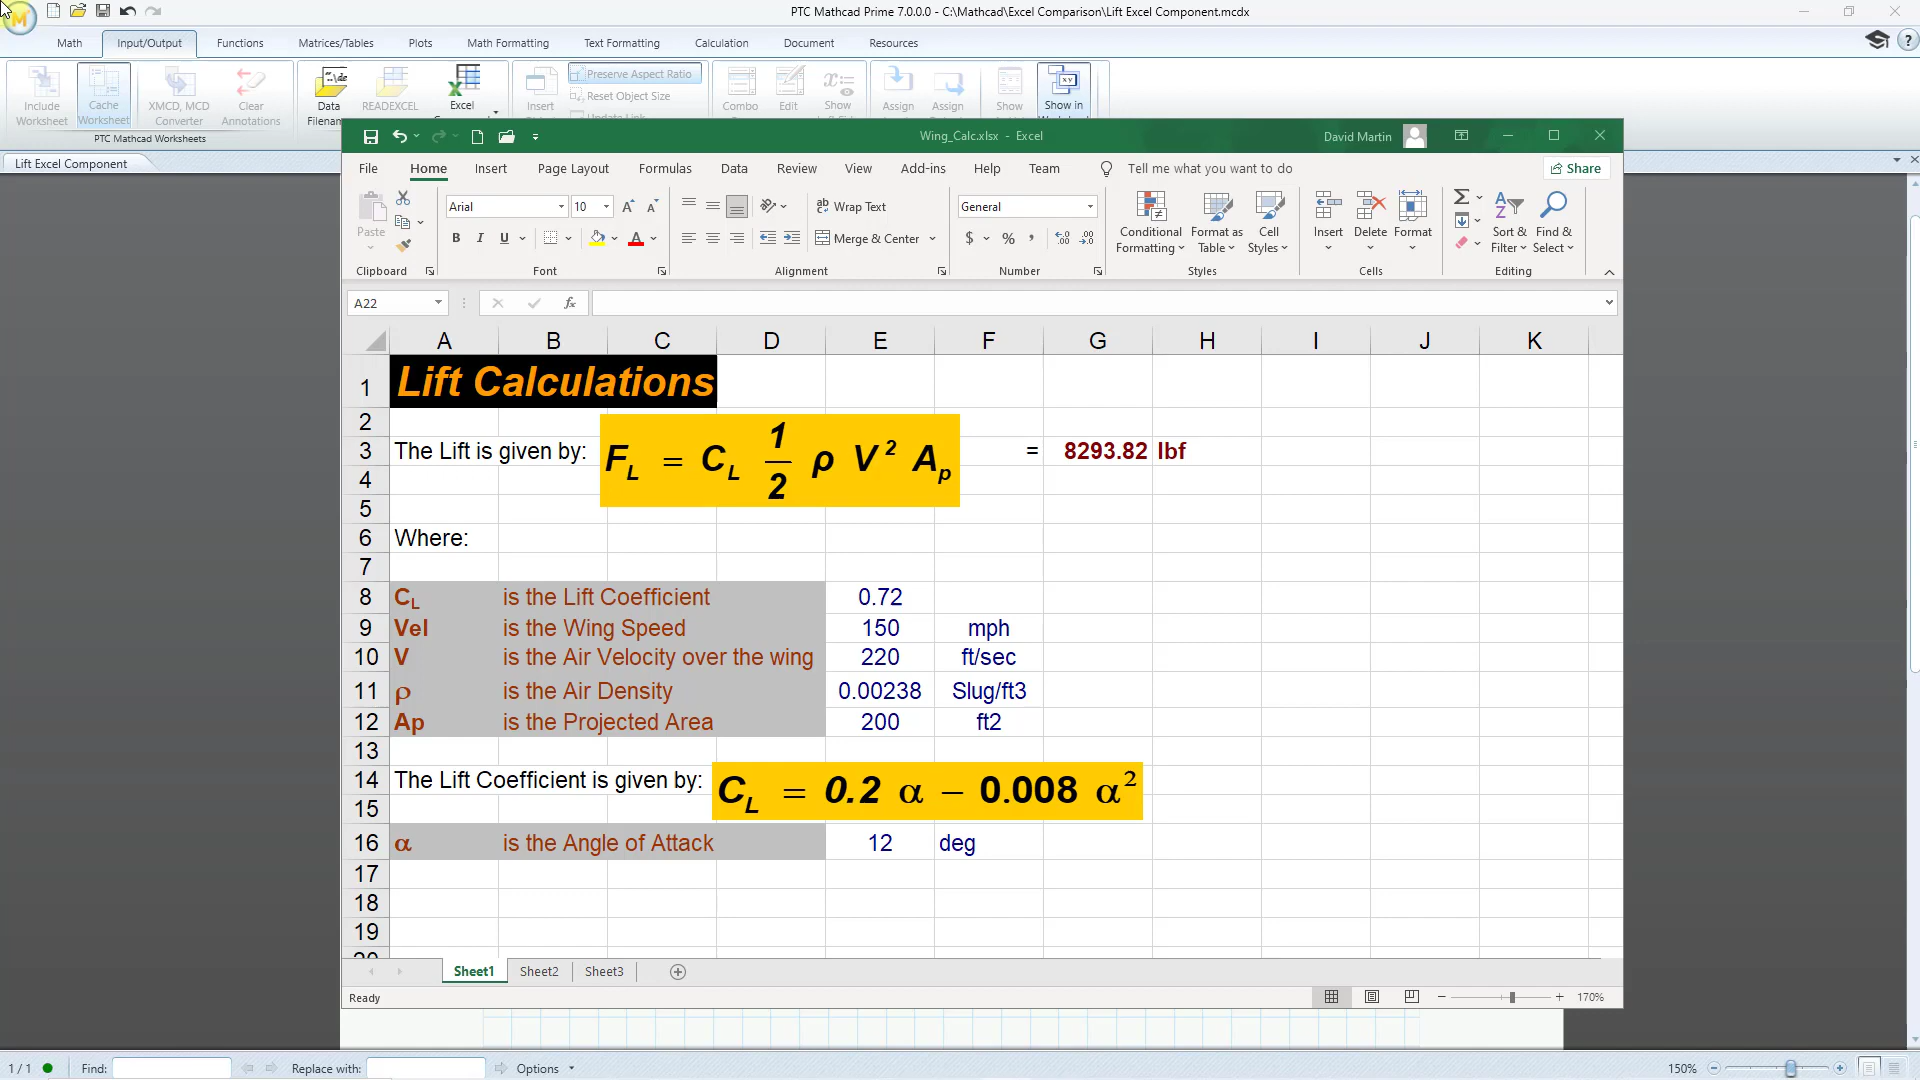 PTC Mathcad Prime 7.0.0.0 - C:\Mathcad\Excel Comparison\Lift Excel Component.mcdx
Math Input/Output Functions Matrices/Tables Plots Math Formatting Text Formatting Calculation Document Resources
Include Worksheet
Cache Worksheet
XMCD, MCD Converter
Clear Annotations
PTC Mathcad Worksheets
Data
READEXCEL
Excel
Insert
Preserve Aspect Ratio
Reset Object Size
Combo
Edit
Show
Assign
Assign
Show
Show in
Lift Excel Component
Wing_Calc.xlsx - Excel
David Martin
File Home Insert Page Layout Formulas Data Review View Add-ins Help Team Tell me what you want to do Share
Paste
Clipboard
Arial 10
B I U
Font
Wrap Text
Merge & Center
Alignment
General
$ % ,
Number
Conditional Formatting
Format as Table
Cell Styles
Styles
Insert Delete Format
Cells
Sort & Filter
Find & Select
Editing
A22
fx
A B C D E F G H I J K
1 Lift Calculations
2
3 The Lift is given by: F_L = C_L 1/2 ρ V² A_p = 8293.82 lbf
4
5
6 Where:
7
8 C_L is the Lift Coefficient 0.72
9 Vel is the Wing Speed 150 mph
10 V is the Air Velocity over the wing 220 ft/sec
11 ρ is the Air Density 0.00238 Slug/ft3
12 Ap is the Projected Area 200 ft2
13
14 The Lift Coefficient is given by: C_L = 0.2 α − 0.008 α²
15
16 α is the Angle of Attack 12 deg
17
18
19
20
Sheet1 Sheet2 Sheet3
Ready
170%
1 / 1 Find: Replace with: Options 150%